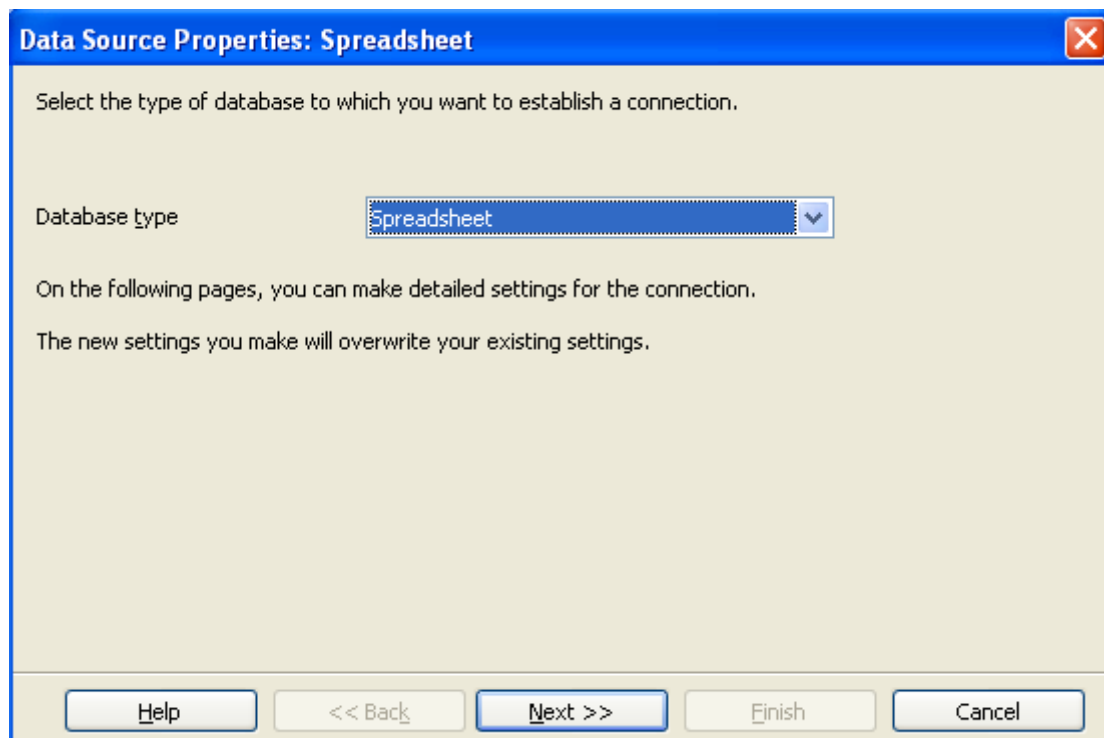 Data Source Properties: Spreadsheet
Select the type of database to which you want to establish a connection.
Database type
Spreadsheet
On the following pages, you can make detailed settings for the connection.
The new settings you make will overwrite your existing settings.
Help
<< Back
Next >>
Finish
Cancel